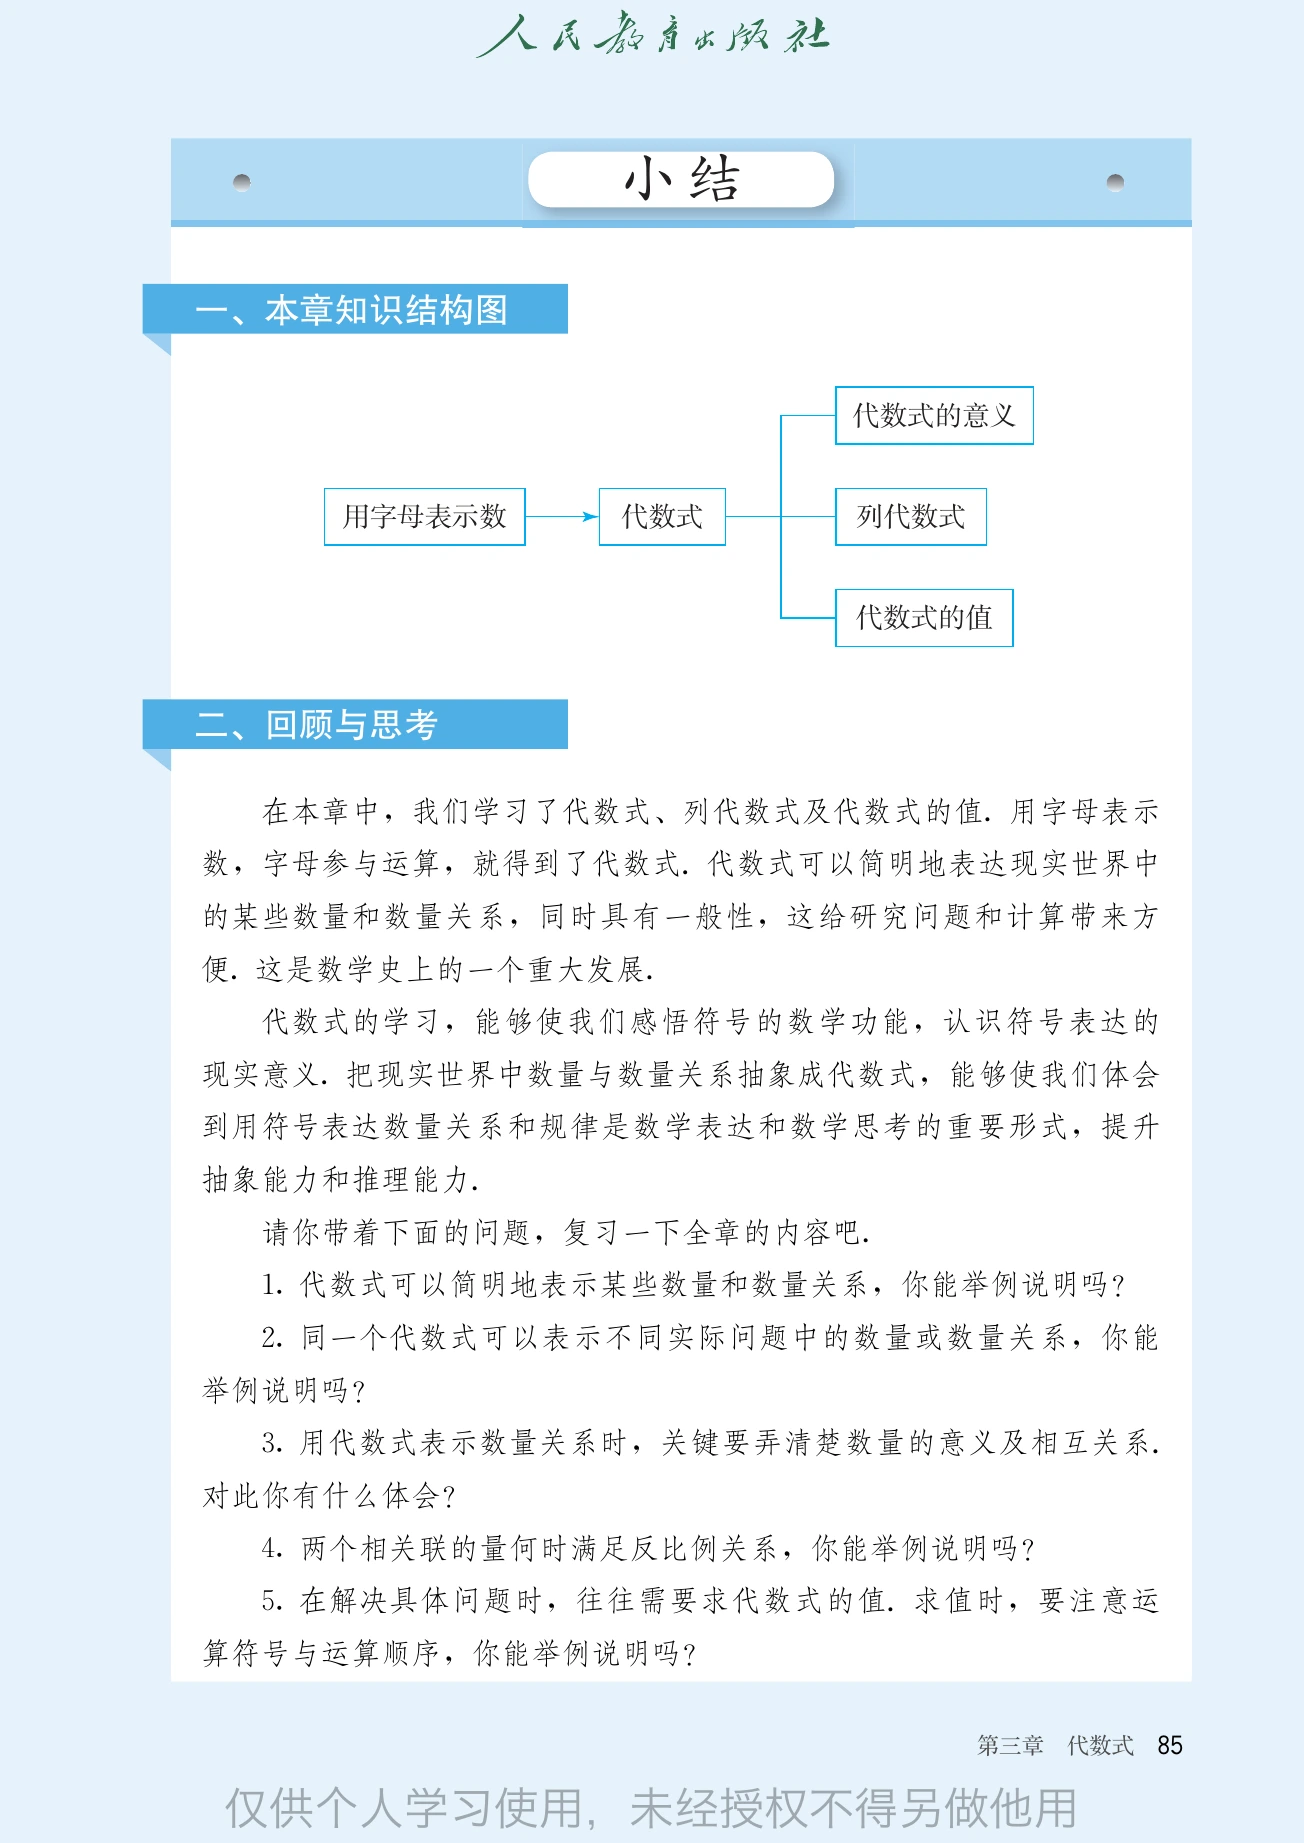 人民教育出版社
小结
一、本章知识结构图
代数式的意义
用字母表示数
代数式
列代数式
代数式的值
二、回顾与思考
在本章中，我们学习了代数式、列代数式及代数式的值. 用字母表示
数，字母参与运算，就得到了代数式. 代数式可以简明地表达现实世界中
的某些数量和数量关系，同时具有一般性，这给研究问题和计算带来方
便. 这是数学史上的一个重大发展.
代数式的学习，能够使我们感悟符号的数学功能，认识符号表达的
现实意义. 把现实世界中数量与数量关系抽象成代数式，能够使我们体会
到用符号表达数量关系和规律是数学表达和数学思考的重要形式，提升
抽象能力和推理能力.
请你带着下面的问题，复习一下全章的内容吧.
1. 代数式可以简明地表示某些数量和数量关系，你能举例说明吗？
2. 同一个代数式可以表示不同实际问题中的数量或数量关系，你能
举例说明吗？
3. 用代数式表示数量关系时，关键要弄清楚数量的意义及相互关系.
对此你有什么体会？
4. 两个相关联的量何时满足反比例关系，你能举例说明吗？
5. 在解决具体问题时，往往需要求代数式的值. 求值时，要注意运
算符号与运算顺序，你能举例说明吗？
第三章 代数式 85
仅供个人学习使用，未经授权不得另做他用